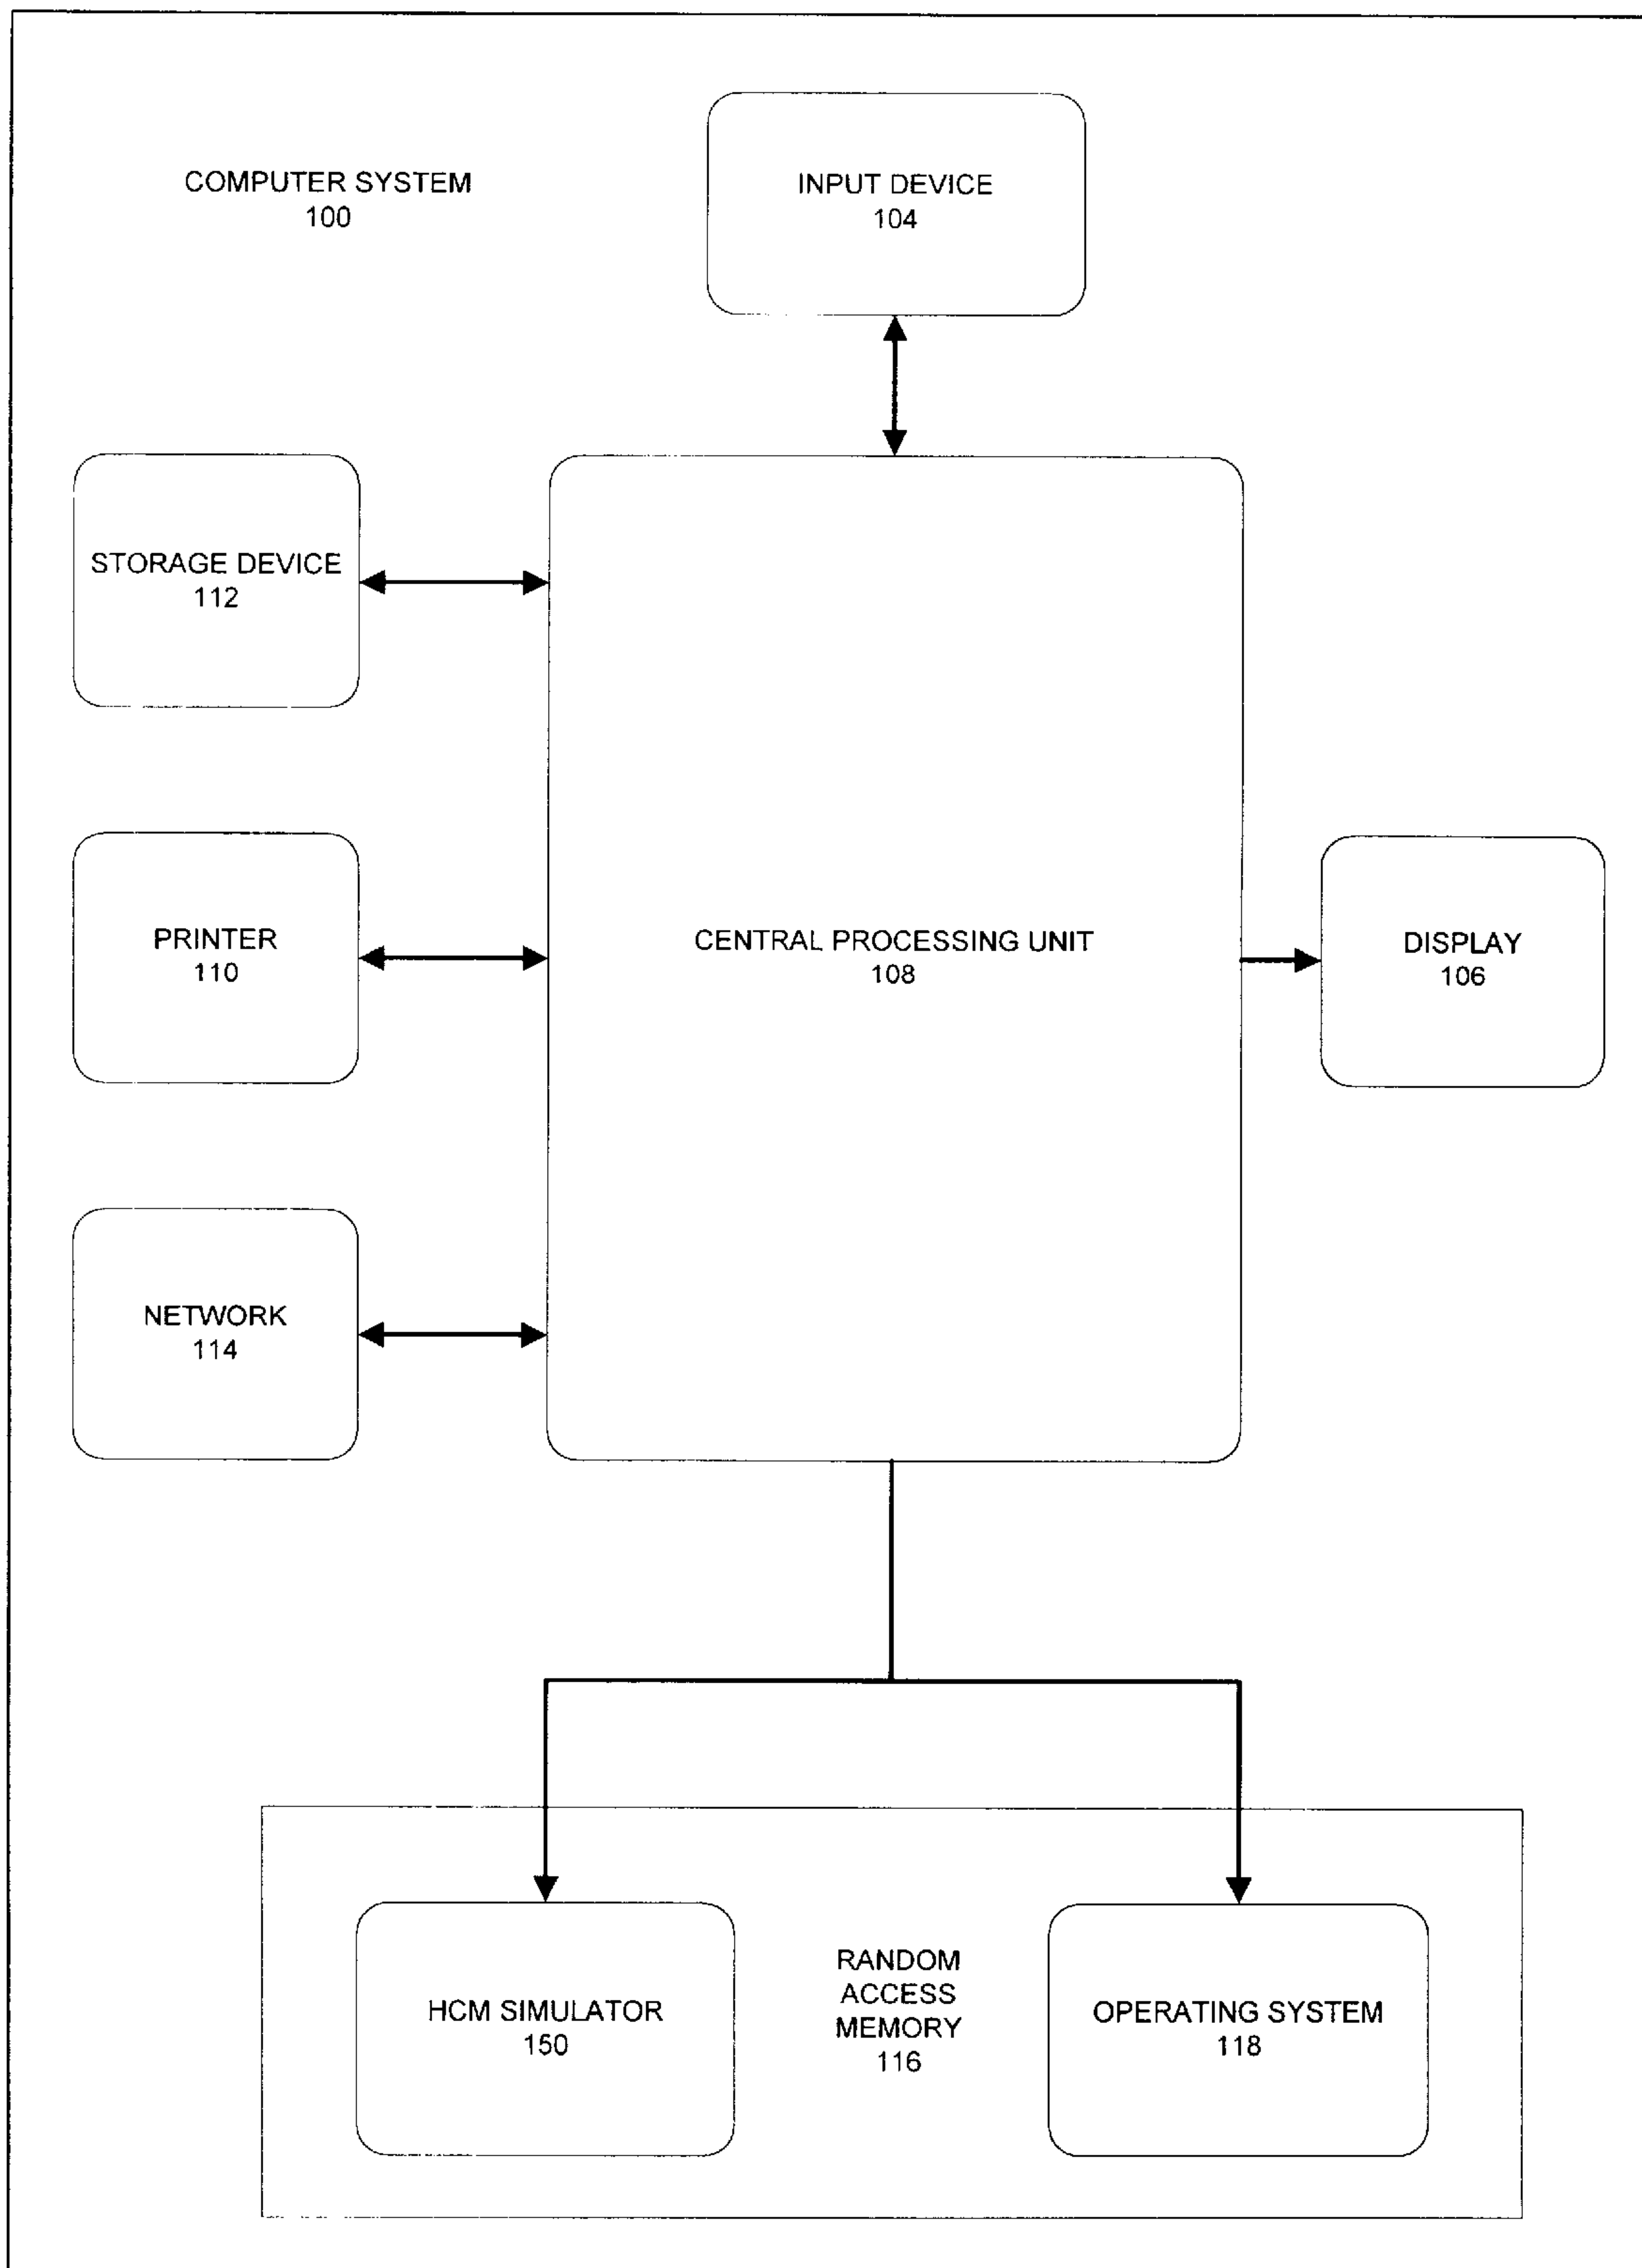 COMPUTER SYSTEM
100
INPUT DEVICE
104
STORAGE DEVICE
112
PRINTER
110
CENTRAL PROCESSING UNIT
108
DISPLAY
106
NETWORK
114
HCM SIMULATOR
150
RANDOM
ACCESS
MEMORY
116
OPERATING SYSTEM
118